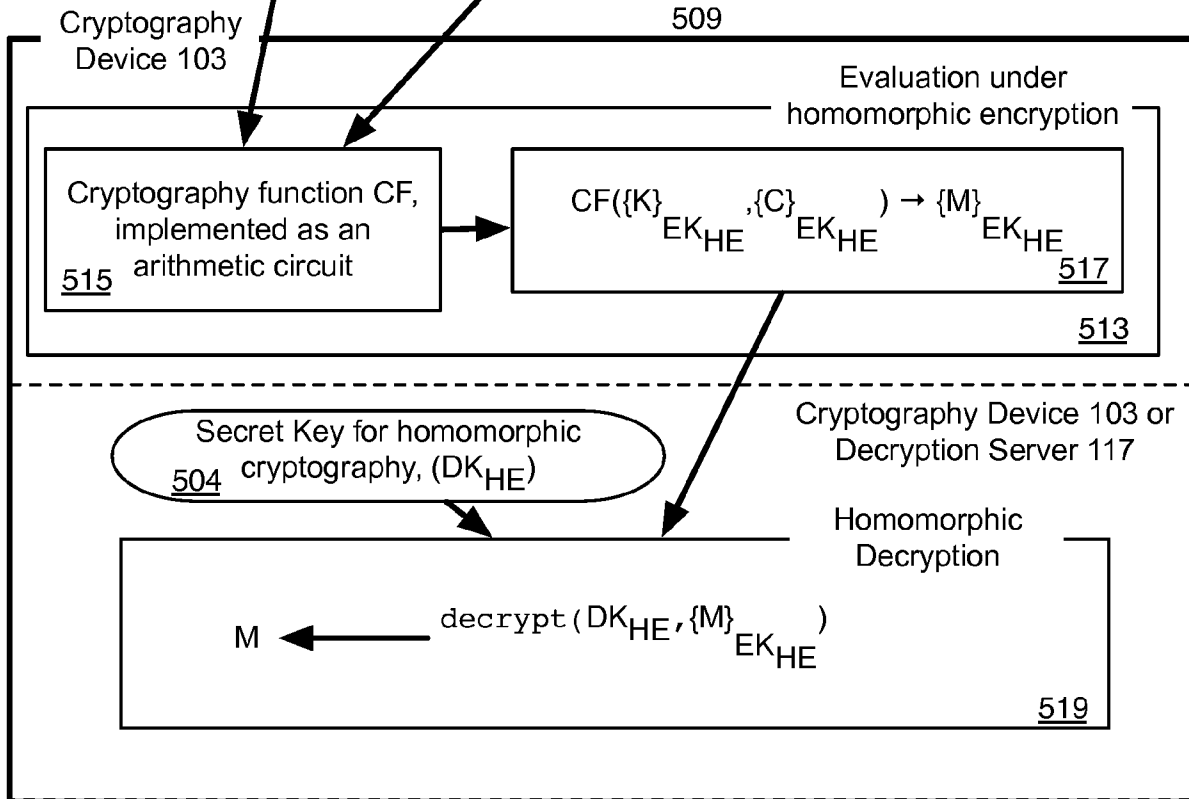 509
Cryptography
Device 103
Evaluation under
homomorphic encryption
Cryptography function CF,
implemented as an
arithmetic circuit
515
CF({K}EKHE,{C}EKHE) → {M}EKHE
517
513
Cryptography Device 103 or
Decryption Server 117
Secret Key for homomorphic
cryptography, (DKHE)
504
Homomorphic
Decryption
M ← decrypt(DKHE,{M}EKHE)
519